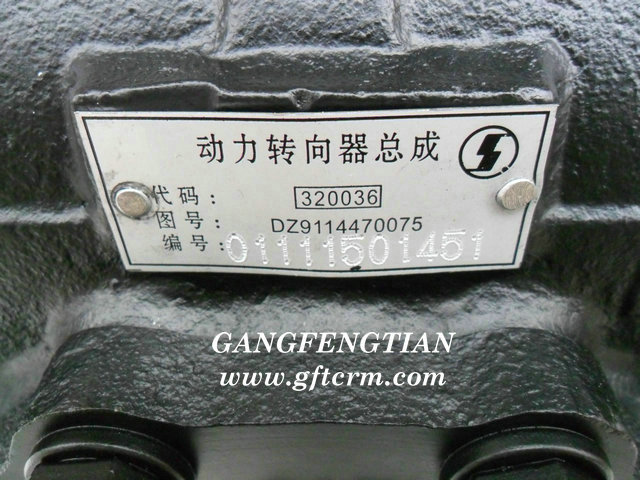 动力转向器总成
代码: 320036
图号: DZ9114470075
编号: 011111501451
GANGFENGTIAN
www.gftcrm.com